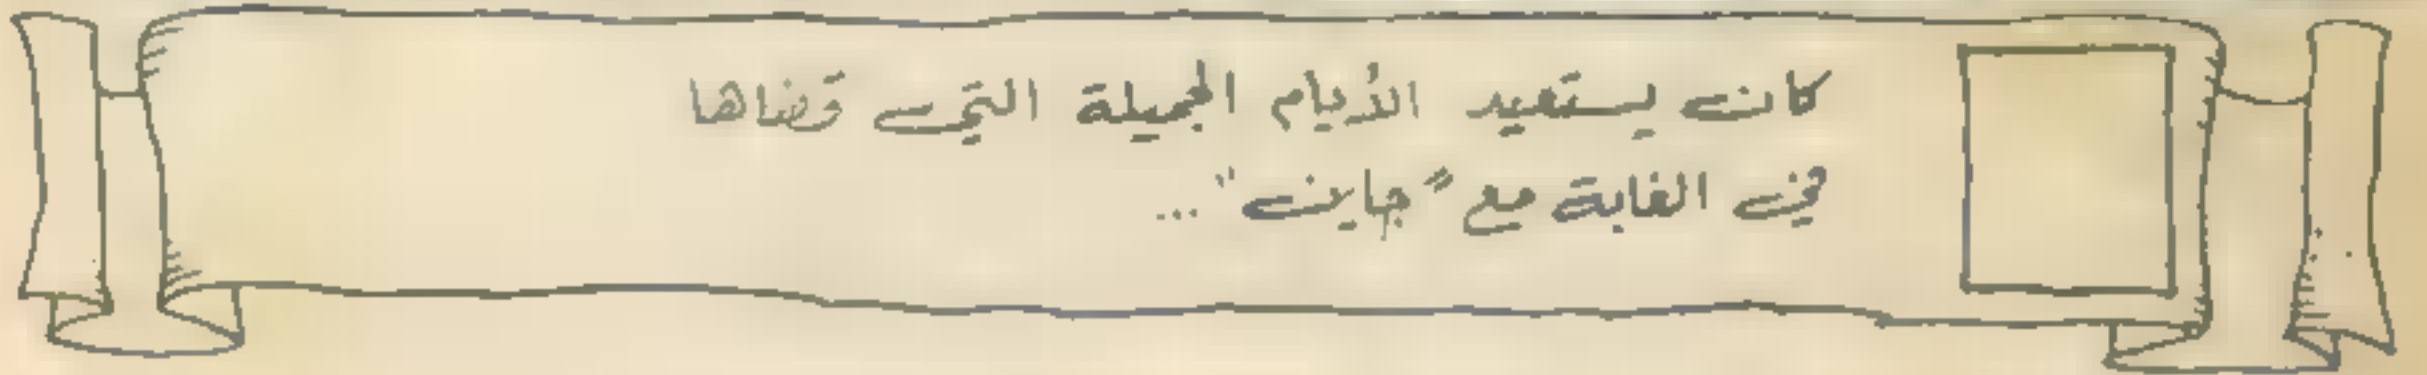 كان يستعيد الأيام الجميلة التي قضاها
في الغابة مع "جاين"...